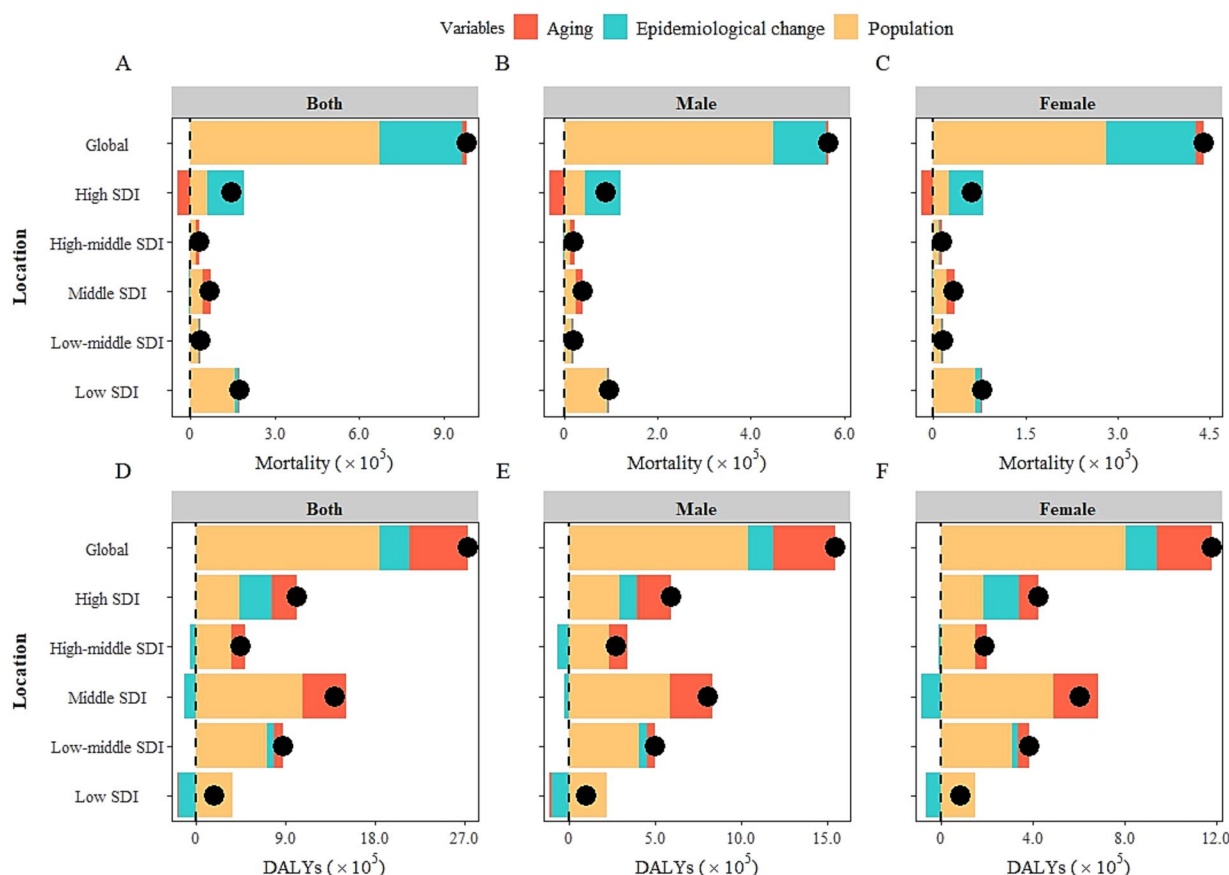 Variables Aging Epidemiological change Population
A B C
Both Male Female
Location
Global
High SDI
High-middle SDI
Middle SDI
Low-middle SDI
Low SDI
0 3.0 6.0 9.0 0 2.0 4.0 6.0 0 1.5 3.0 4.5
Mortality (× 10⁵) Mortality (× 10⁵) Mortality (× 10⁵)
D E F
Both Male Female
Location
Global
High SDI
High-middle SDI
Middle SDI
Low-middle SDI
Low SDI
0 9.0 18.0 27.0 0 5.0 10.0 15.0 0 4.0 8.0 12.0
DALYs (× 10⁵) DALYs (× 10⁵) DALYs (× 10⁵)